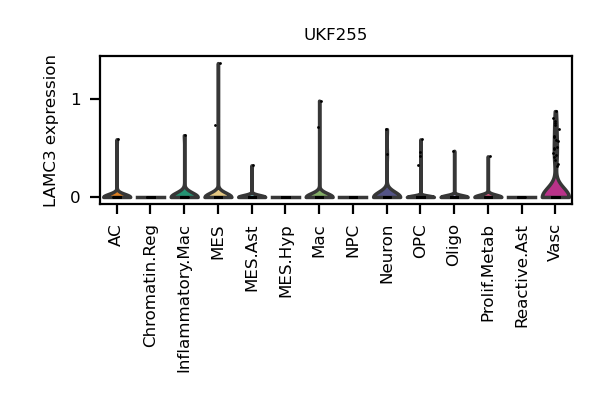 UKF255
LAMC3 expression
1
0
AC
Chromatin.Reg
Inflammatory.Mac
MES
MES.Ast
MES.Hyp
Mac
NPC
Neuron
OPC
Oligo
Prolif.Metab
Reactive.Ast
Vasc